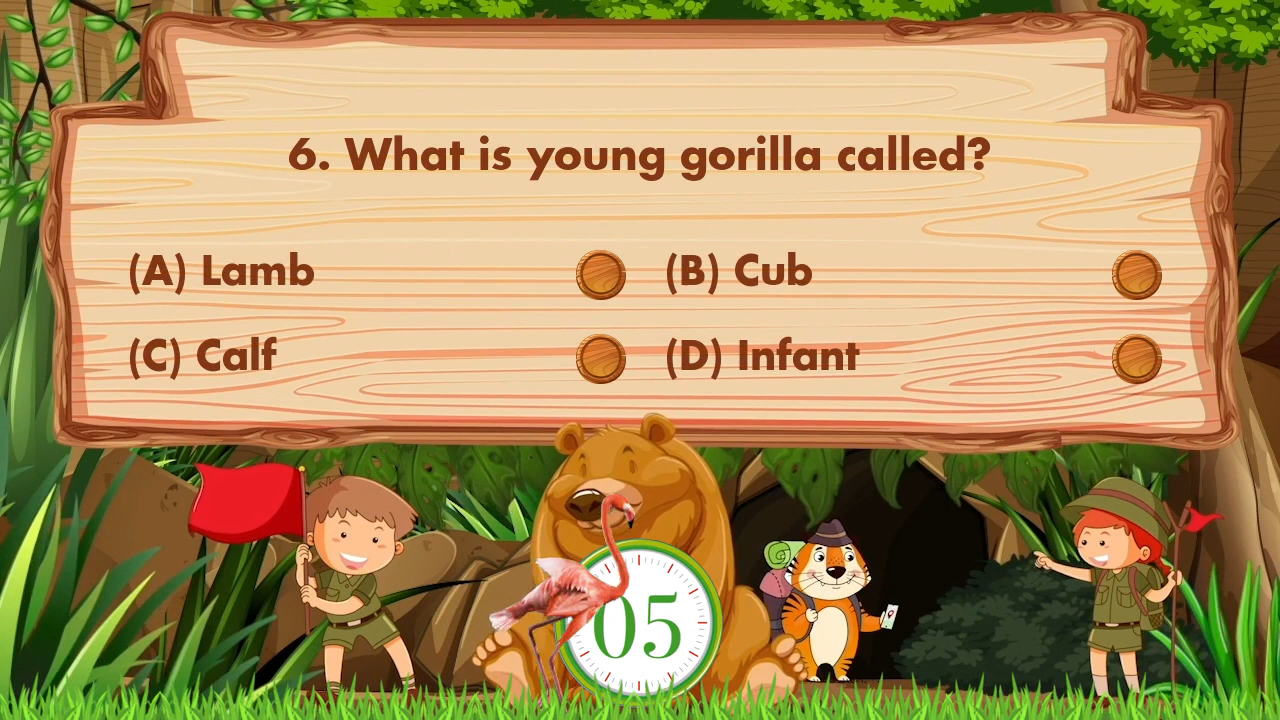 6. What is young gorilla called?
(A) Lamb
(B) Cub
(C) Calf
(D) Infant
05